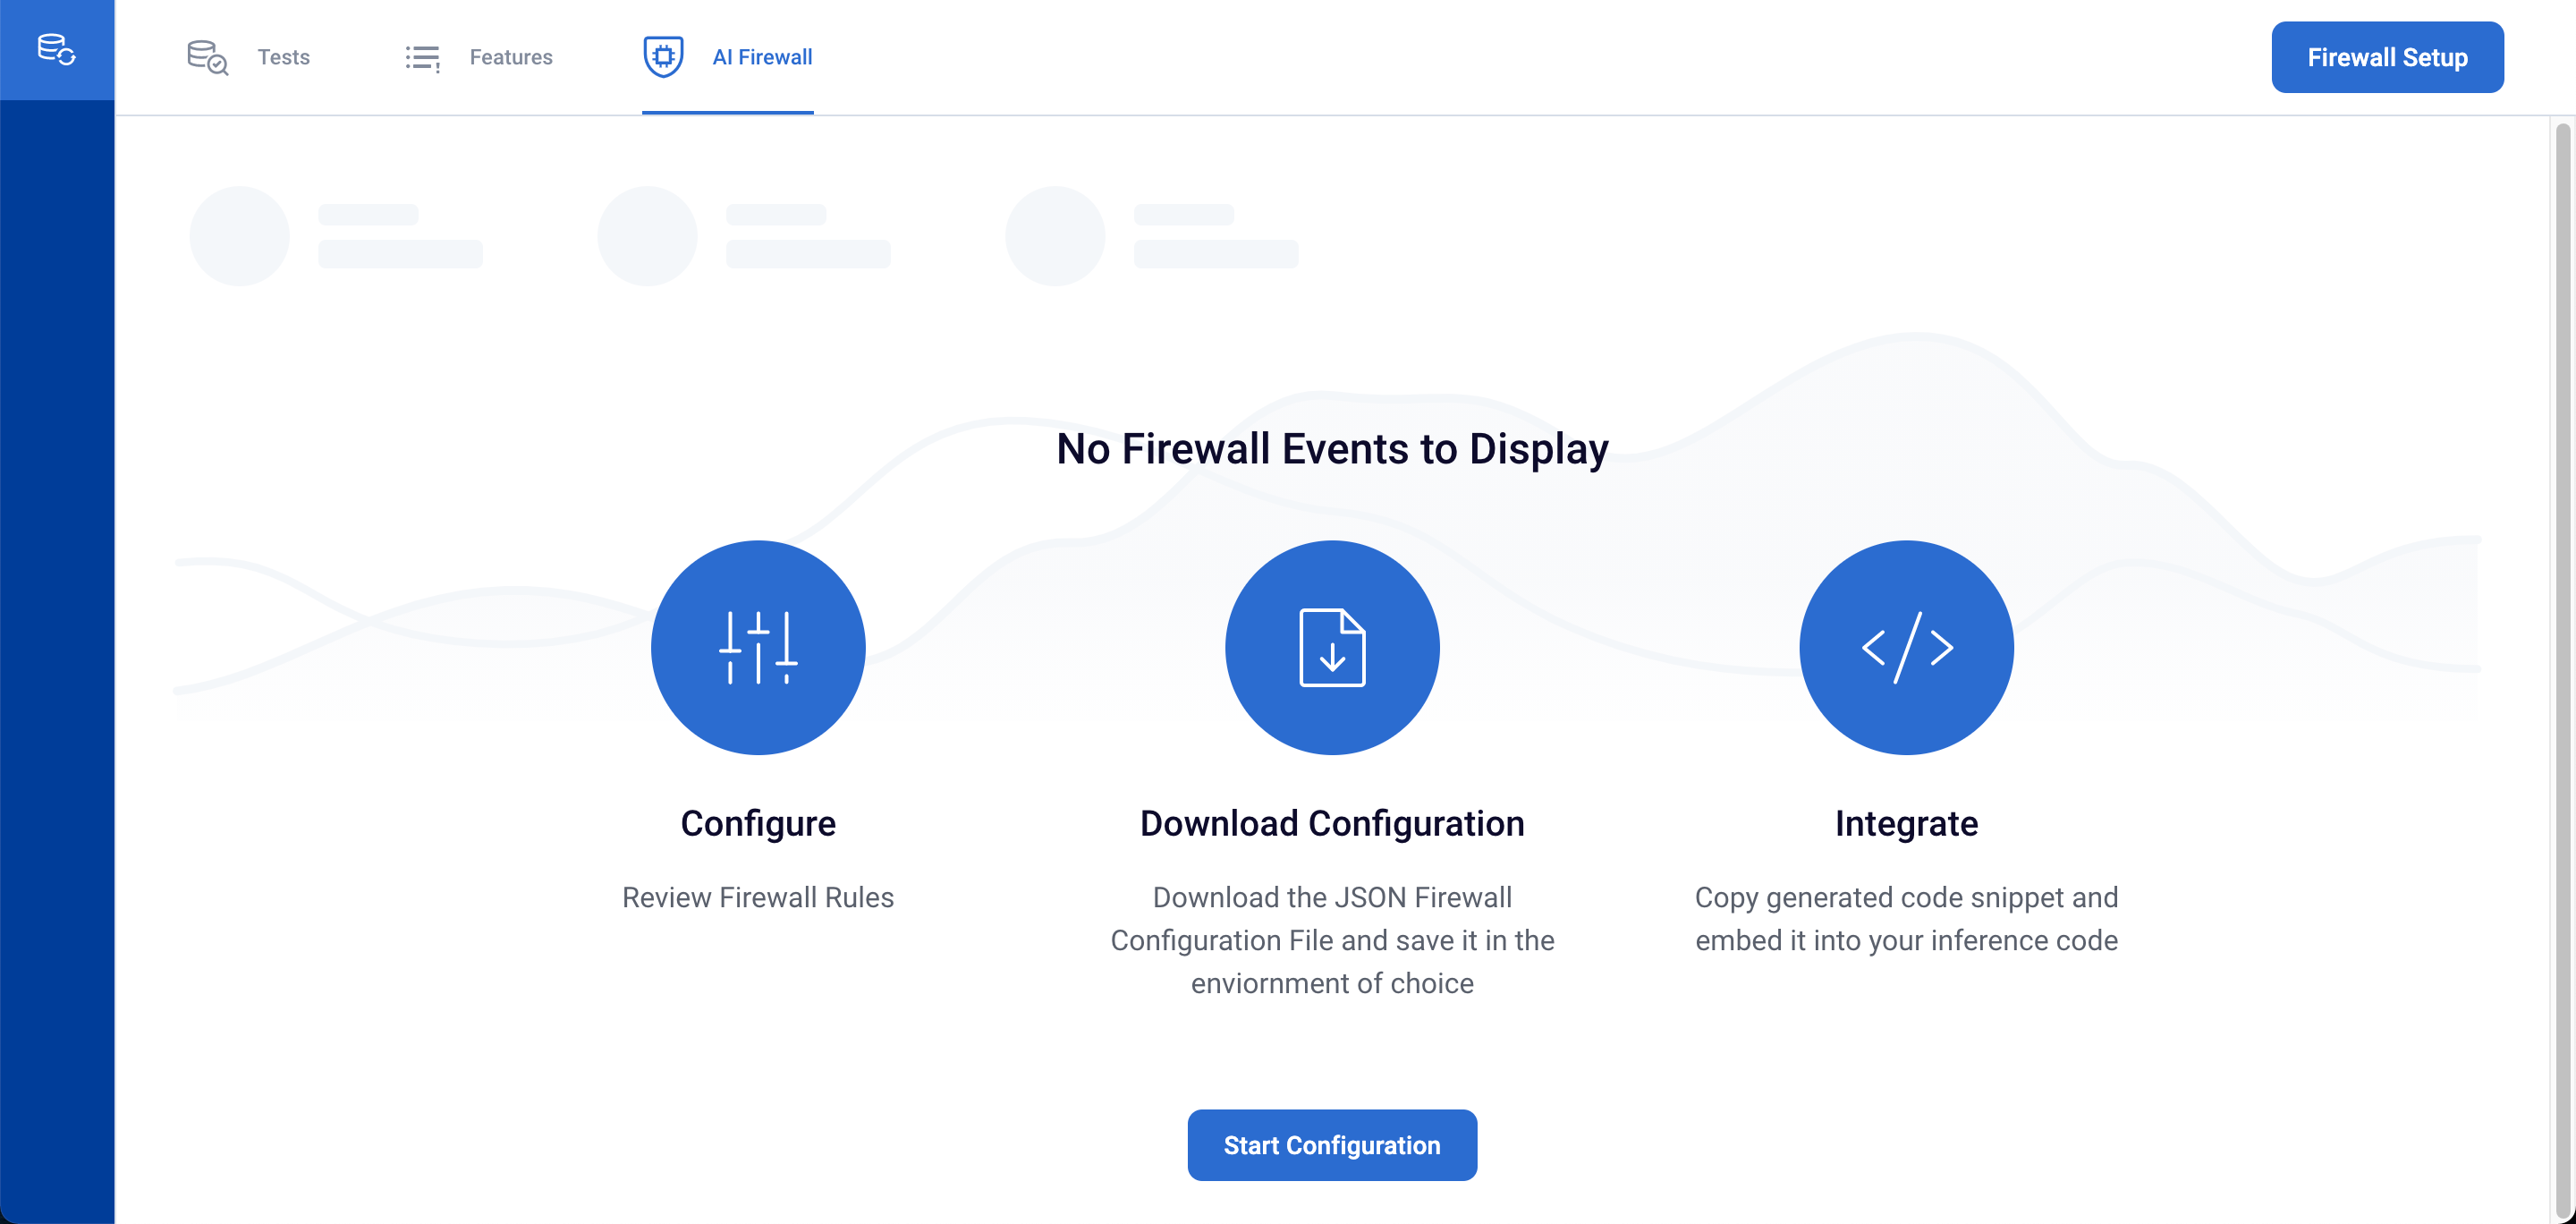 Tests
Features
AI Firewall
Firewall Setup
No Firewall Events to Display
Configure
Review Firewall Rules
Download Configuration
Download the JSON Firewall
Configuration File and save it in the
enviornment of choice
Integrate
Copy generated code snippet and
embed it into your inference code
Start Configuration